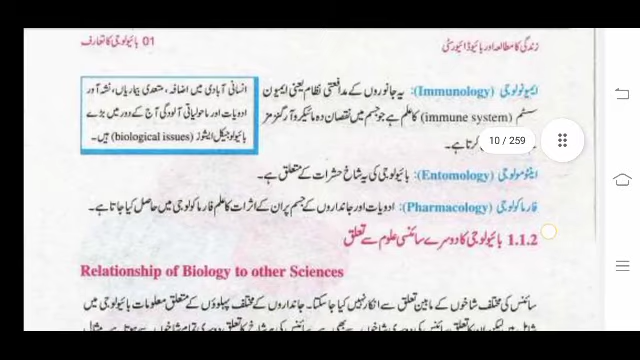 زندگی کا مطالعہ اور بائیوڈائیورسٹی
01 بائیولوجی کا تعارف
ایمیونولوجی (Immunology): یہ جانوروں کے مدافعتی نظام یعنی ایمیون
سسٹم (immune system) کا علم ہے جو جسم میں نقصان دہ مائیکرو آرگنزمز
کرتا ہے۔
انسانی آبادی میں اضافہ، متعدی بیماریاں، نشہ آور
ادویات اور ماحولیاتی آلودگی آج کے دور میں بڑے
بائیولوجیکل ایشوز (biological issues) ہیں۔
10 / 259
اینٹومولوجی (Entomology): بائیولوجی کی یہ شاخ حشرات کے متعلق ہے۔
فارماکولوجی (Pharmacology): ادویات اور جانداروں کے جسم پر ان کے اثرات کا علم فارماکولوجی میں حاصل کیا جاتا ہے۔
1.1.2 بائیولوجی کا دوسرے سائنسی علوم سے تعلق
Relationship of Biology to other Sciences
سائنس کی مختلف شاخوں کے مابین تعلق سے انکار نہیں کیا جا سکتا۔ جانداروں کے مختلف پہلوؤں کے متعلق معلومات بائیولوجی میں